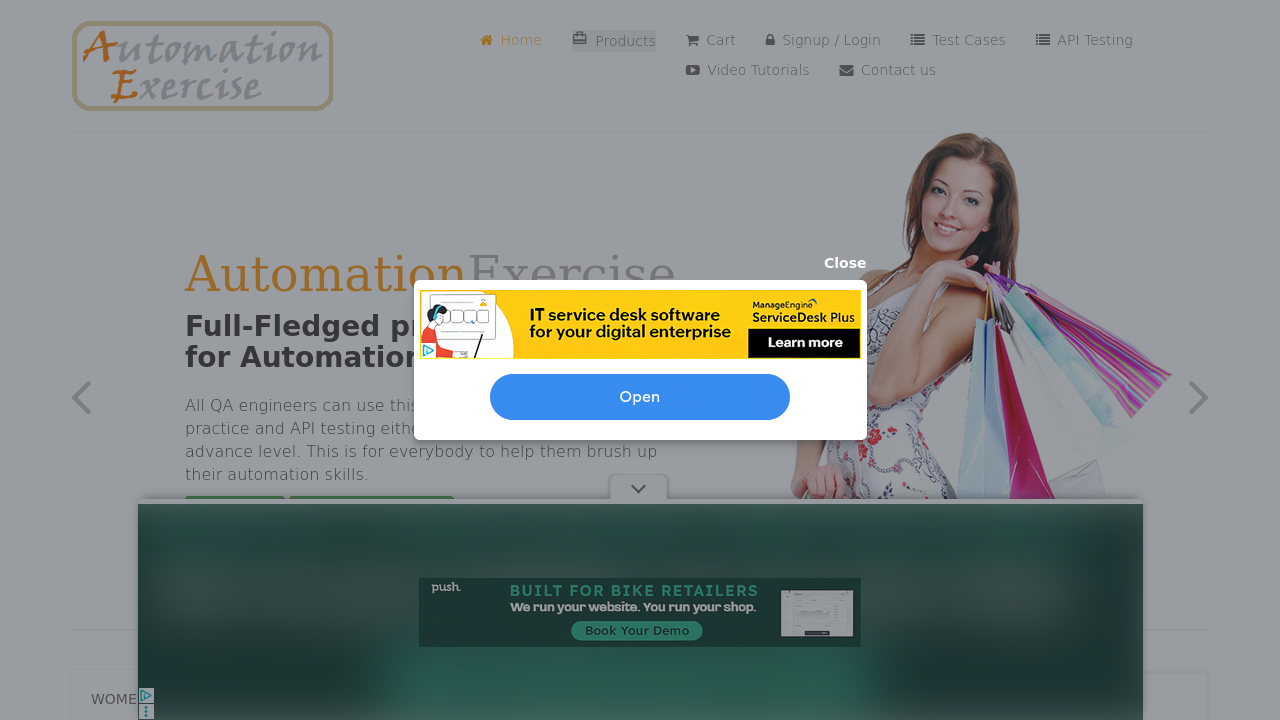 Automation
Exercise
Home
Products
Cart
Signup / Login
Test Cases
API Testing
Video Tutorials
Contact us
Close
AutomationExercise
IT service desk software
for your digital enterprise
ManageEngine
ServiceDesk Plus
Learn more
Full-Fledged
for Automation
Open
All QA engineers can use this
practice and API testing
advance level. This is for everybody to help them brush up
their automation skills.
push.
BUILT FOR BIKE RETAILERS
We run your website. You run your shop.
Book Your Demo
WOME